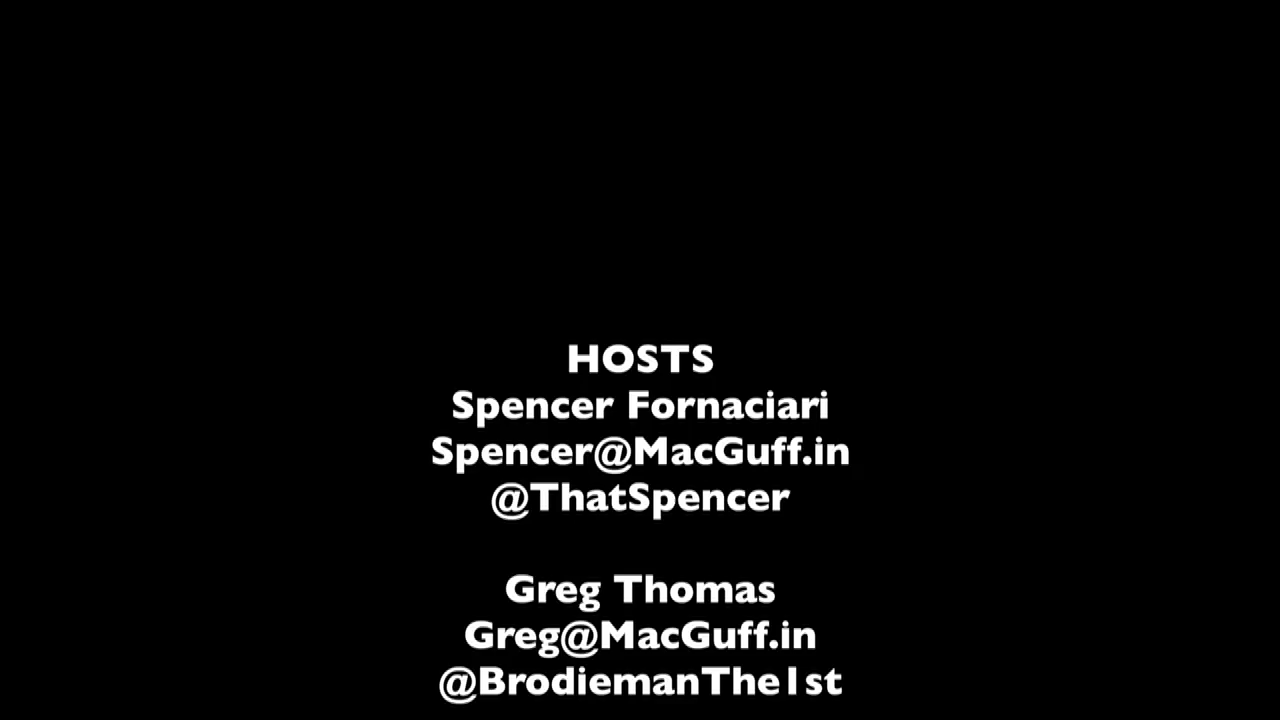 HOSTS
Spencer Fornaciari
Spencer@MacGuff.in
@ThatSpencer
Greg Thomas
Greg@MacGuff.in
@BrodiemanThe1st